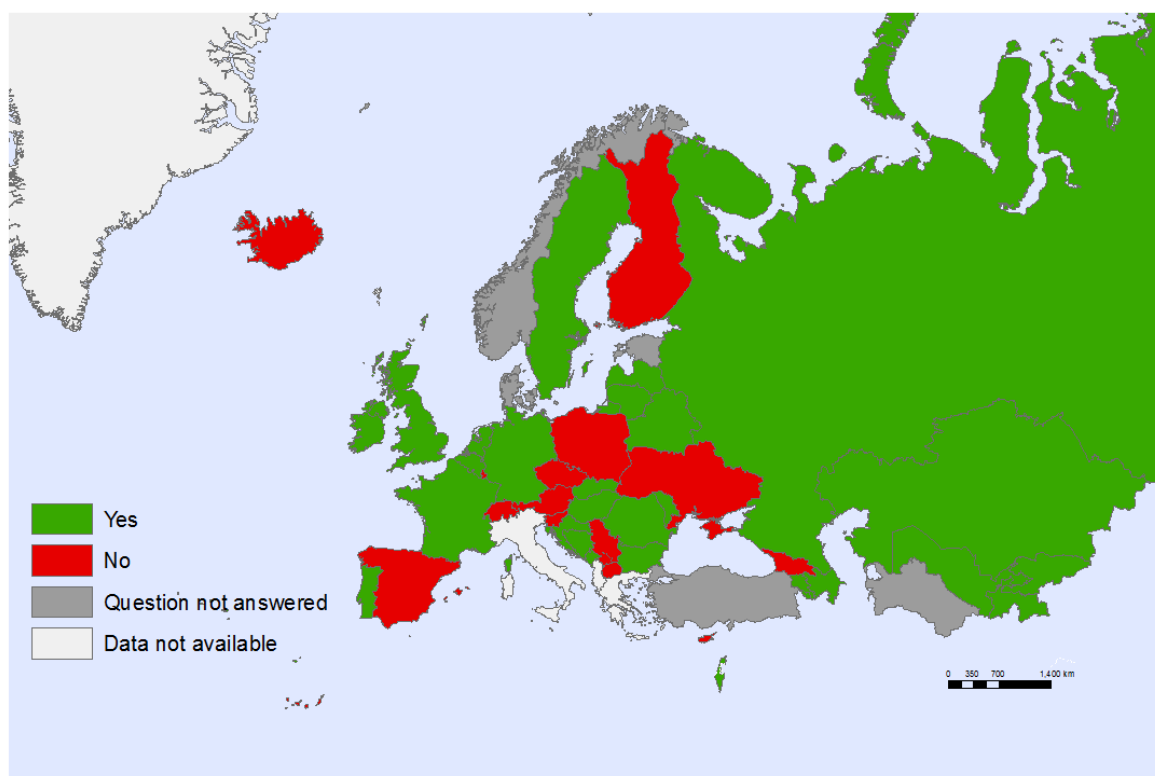 Yes
No
Question not answered
Data not available
0 350 700 1,400 km